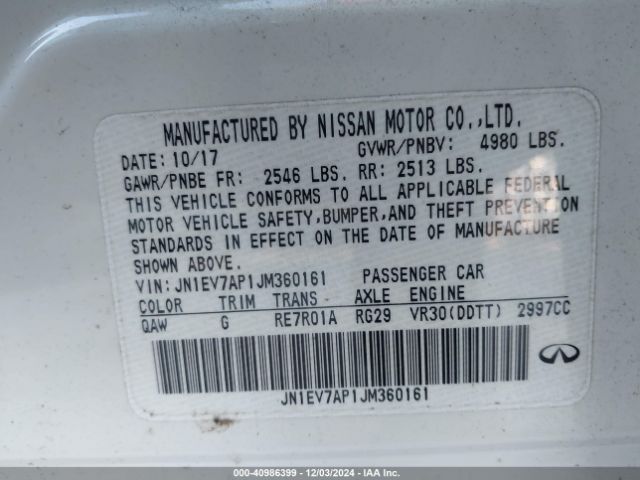 MANUFACTURED BY NISSAN MOTOR CO.,LTD.
DATE: 10/17 GVWR/PNBV: 4980 LBS.
GAWR/PNBE FR: 2546 LBS. RR: 2513 LBS.
THIS VEHICLE CONFORMS TO ALL APPLICABLE FEDERAL
MOTOR VEHICLE SAFETY,BUMPER,AND THEFT PREVENTION
STANDARDS IN EFFECT ON THE DATE OF MANUFACTURE
SHOWN ABOVE.
VIN: JN1EV7AP1JM360161 PASSENGER CAR
COLOR TRIM TRANS AXLE ENGINE
QAW G RE7R01A RG29 VR30(DDTT) 2997CC
JN1EV7AP1JM360161
000-40986399 - 12/03/2024 - IAA Inc.